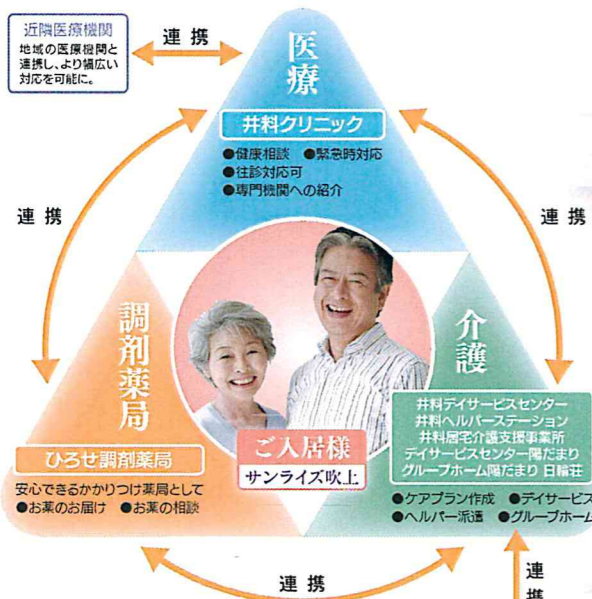 近隣医療機関
地域の医療機関と
連携し、より幅広い
対応を可能に。
連携
医療
井料クリニック
●健康相談 ●緊急時対応
●往診対応可
●専門機関への紹介
連携
連携
調剤薬局
ひろせ調剤薬局
安心できるかかりつけ薬局として
●お薬のお届け ●お薬の相談
ご入居様
サンライズ吹上
介護
井料デイサービスセンター
井料ヘルパーステーション
井料居宅介護支援事業所
デイサービスセンター陽だまり
グループホーム陽だまり 日輪荘
●ケアプラン作成 ●デイサービス
●ヘルパー派遣 ●グループホーム
連携
連携